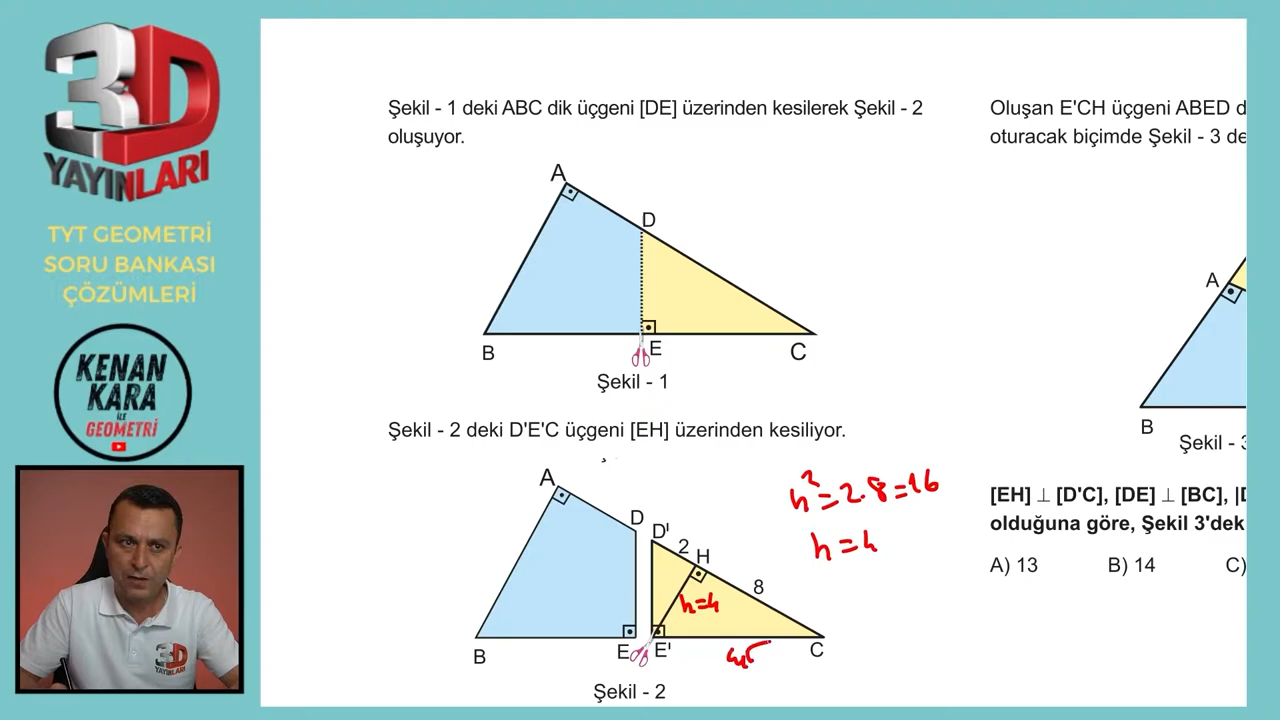 3D
YAYINLARI
TYT GEOMETRİ
SORU BANKASI
ÇÖZÜMLERİ
KENAN
KARA
İLE
GEOMETRİ
3D
YAYINLARI
Şekil - 1 deki ABC dik üçgeni [DE] üzerinden kesilerek Şekil - 2
oluşuyor.
A
D
B
E
C
Şekil - 1
Şekil - 2 deki D'E'C üçgeni [EH] üzerinden kesiliyor.
A
D
D'
2
H
8
h=4
B
E
E'
C
Şekil - 2
h²=2.8=16
h=4
Oluşan E'CH üçgeni ABED d
oturacak biçimde Şekil - 3 de
A
B
Şekil - 3
[EH] ⊥ [D'C], [DE] ⊥ [BC], |D
olduğuna göre, Şekil 3'dek
A) 13 B) 14 C)